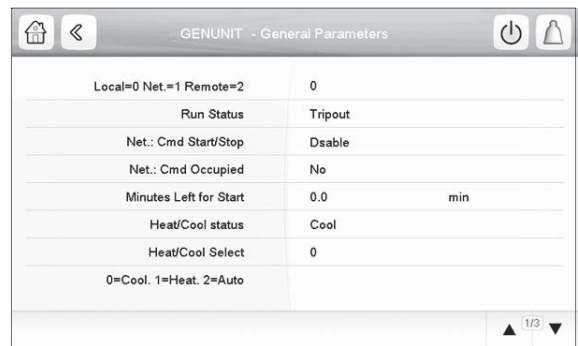 GENUNIT - General Parameters
Local=0 Net.=1 Remote=2 0
Run Status Tripout
Net.: Cmd Start/Stop Dsable
Net.: Cmd Occupied No
Minutes Left for Start 0.0 min
Heat/Cool status Cool
Heat/Cool Select 0
0=Cool. 1=Heat. 2=Auto
1/3